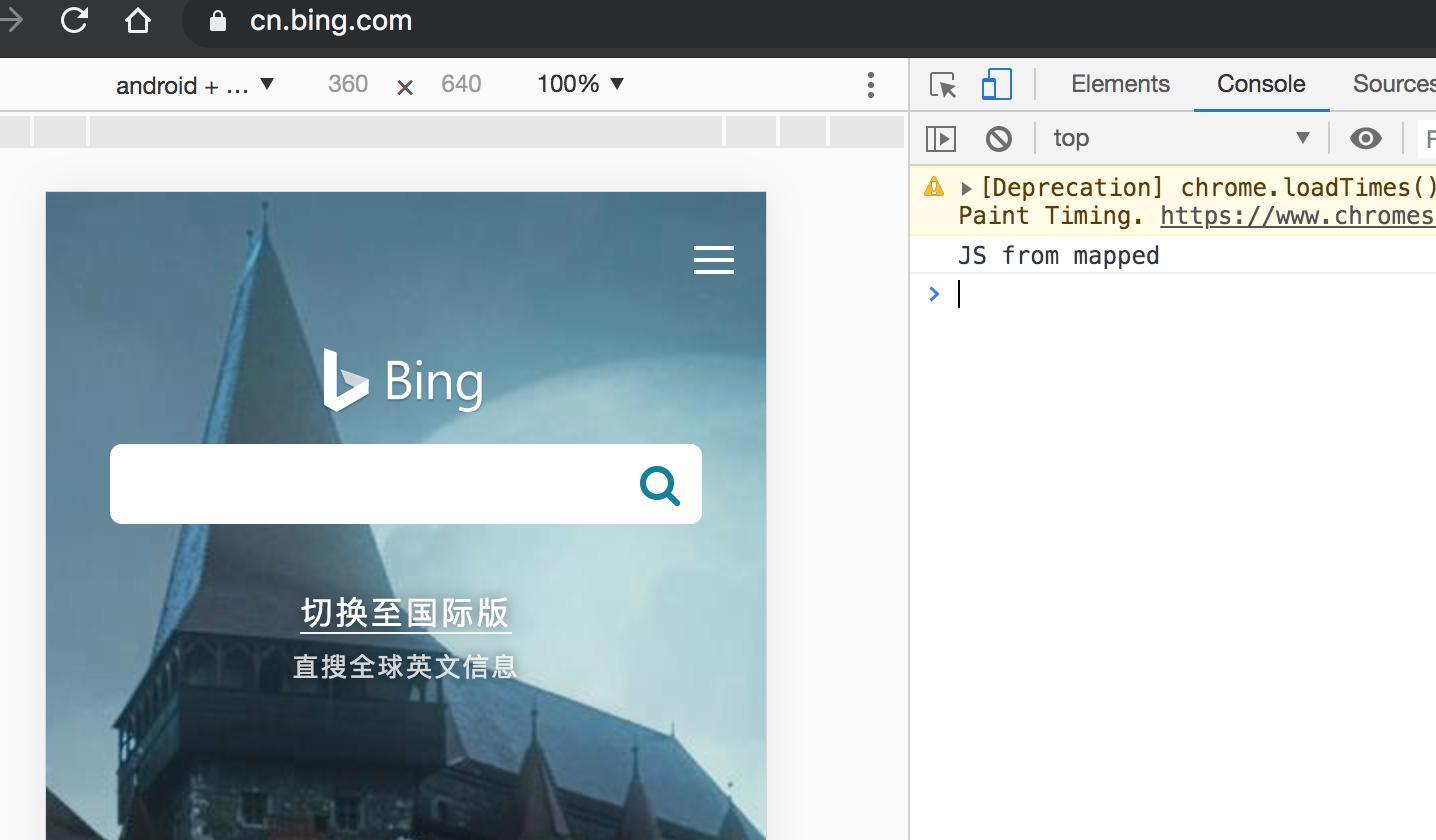 cn.bing.com
android + ... ▼ 360 × 640 100% ▼
Elements Console Sources
top ▼
[Deprecation] chrome.loadTimes()
Paint Timing. https://www.chromes
JS from mapped
Bing
切换至国际版
直搜全球英文信息